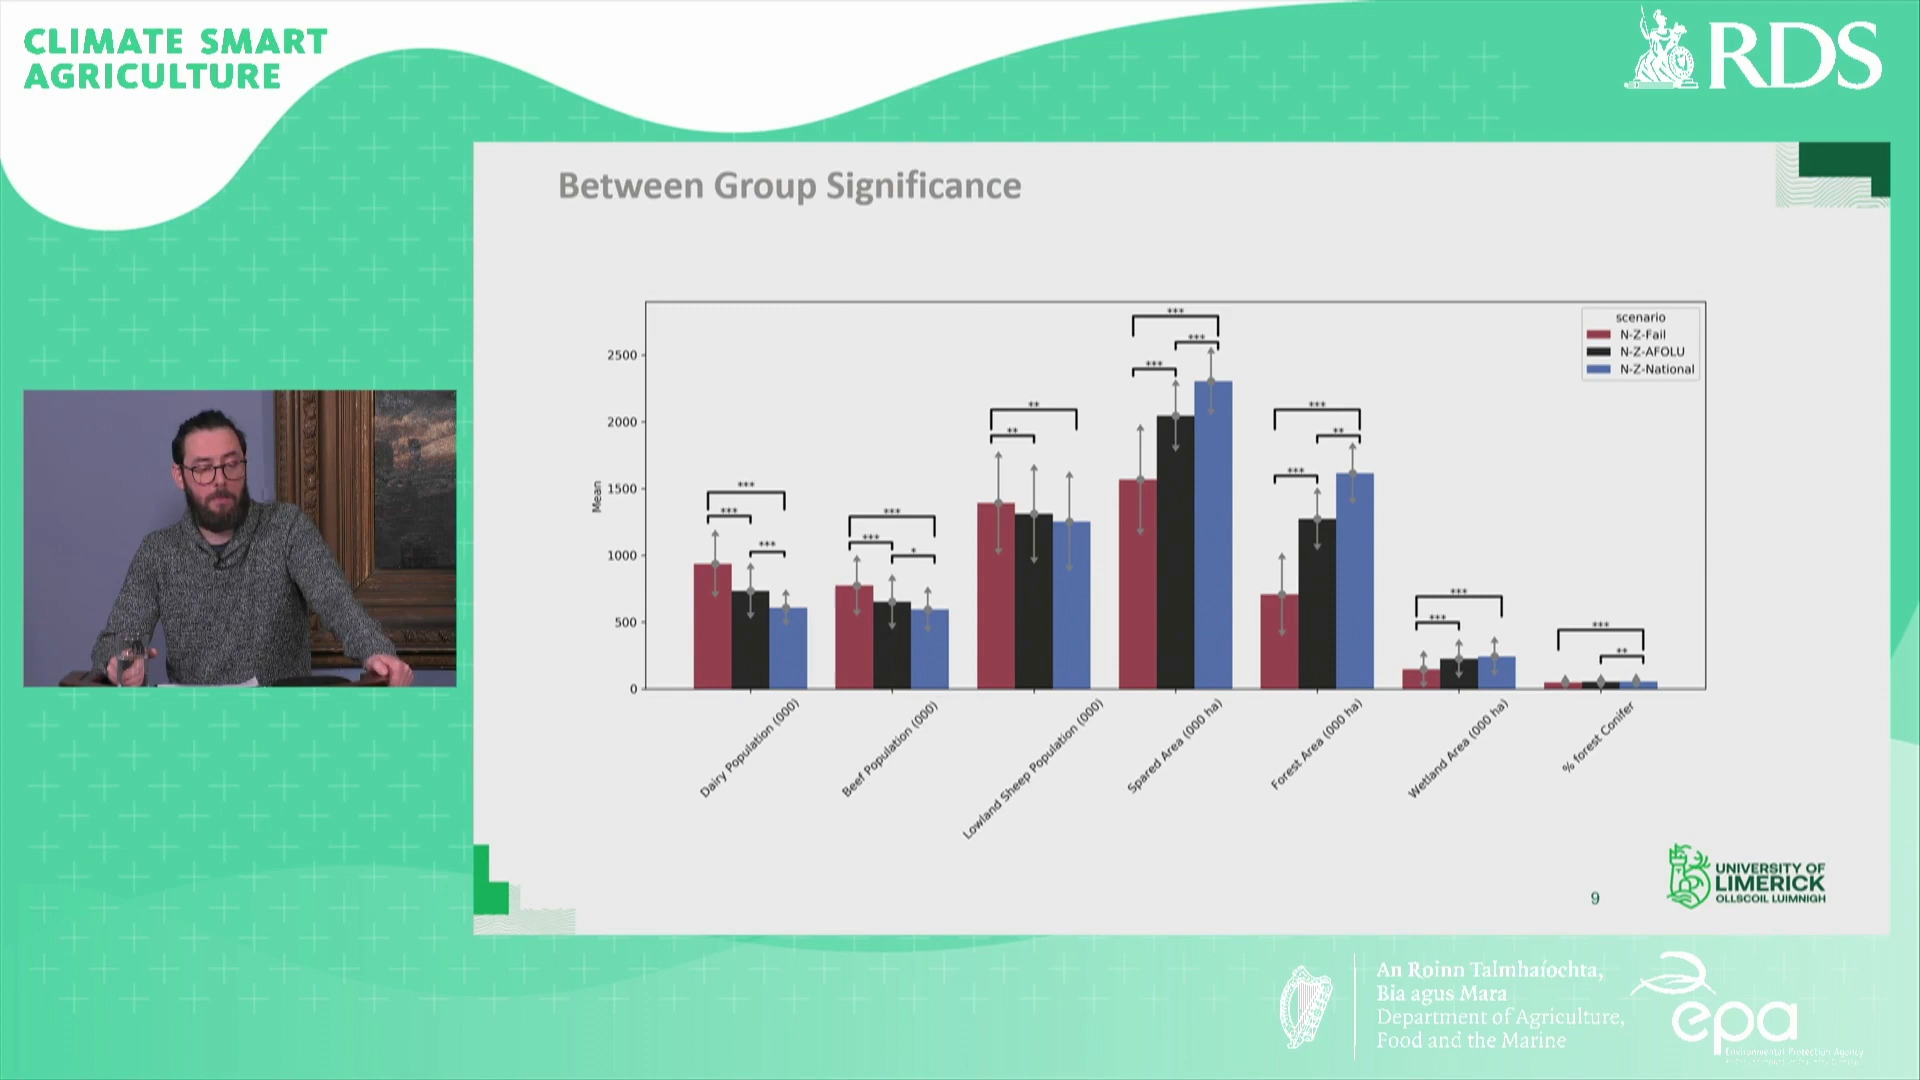 CLIMATE SMART
AGRICULTURE
RDS
Between Group Significance
scenario
N-Z-Fail
N-Z-AFOLU
N-Z-National
Mean
2500
2000
1500
1000
500
0
***
***
***
***
***
*
**
**
***
***
***
***
**
***
***
***
***
**
Dairy Population (000)
Beef Population (000)
Lowland Sheep Population (000)
Spared Area (000 ha)
Forest Area (000 ha)
Wetland Area (000 ha)
% forest Conifer
9
UNIVERSITY OF
LIMERICK
OLLSCOIL LUIMNIGH
An Roinn Talmhaíochta,
Bia agus Mara
Department of Agriculture,
Food and the Marine
epa
Environmental Protection Agency